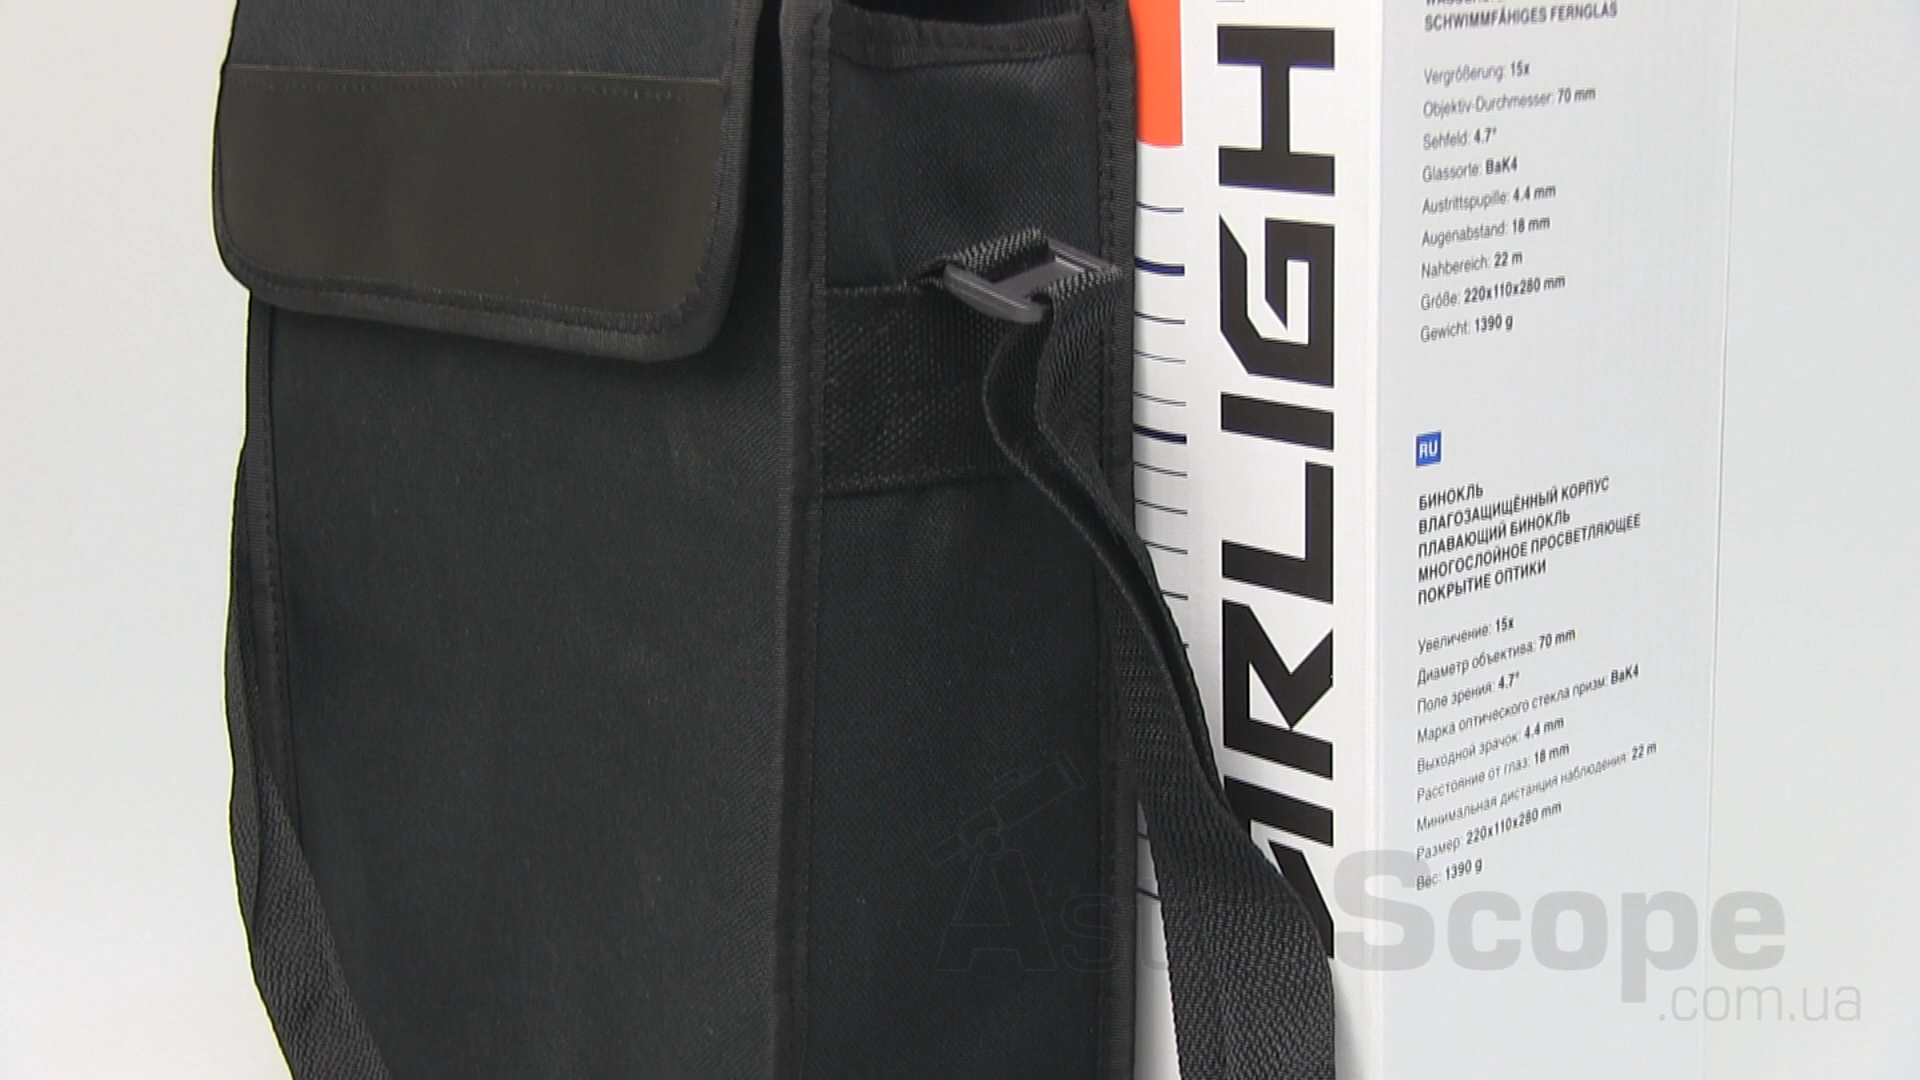 SCHWIMMFÄHIGES FERNGLAS
Vergrößerung: 15x
Objektiv-Durchmesser: 70 mm
Sehfeld: 4.7°
Glassorte: BaK4
Austrittspupille: 4.4 mm
Augenabstand: 18 mm
Nahbereich: 22 m
Größe: 220x110x280 mm
Gewicht: 1390 g
RU
БИНОКЛЬ
ВЛАГОЗАЩИЩЁННЫЙ КОРПУС
ПЛАВАЮЩИЙ БИНОКЛЬ
МНОГОСЛОЙНОЕ ПРОСВЕТЛЯЮЩЕЕ
ПОКРЫТИЕ ОПТИКИ
Увеличение: 15x
Диаметр объектива: 70 mm
Поле зрения: 4.7°
Марка оптического стекла призм: BaK4
Выходной зрачок: 4.4 mm
Расстояние от глаз: 18 mm
Минимальная дистанция наблюдения: 22 m
Размер: 220x110x280 mm
Вес: 1390 g
ARLIGH
Scope
.com.ua